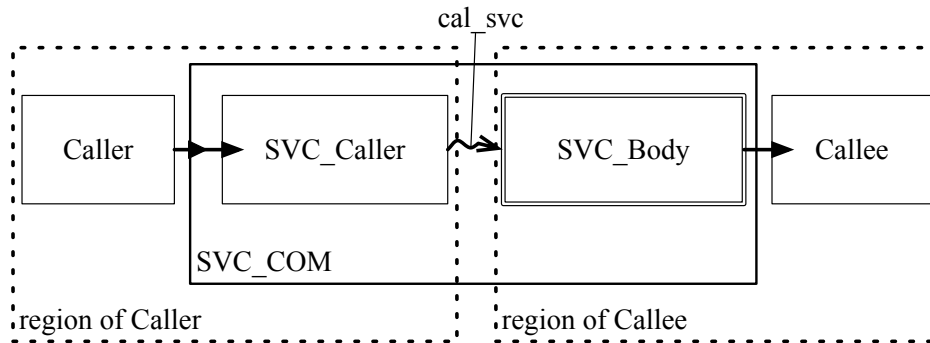 cal_svc
Caller
SVC_Caller
SVC_Body
Callee
SVC_COM
region of Caller
region of Callee